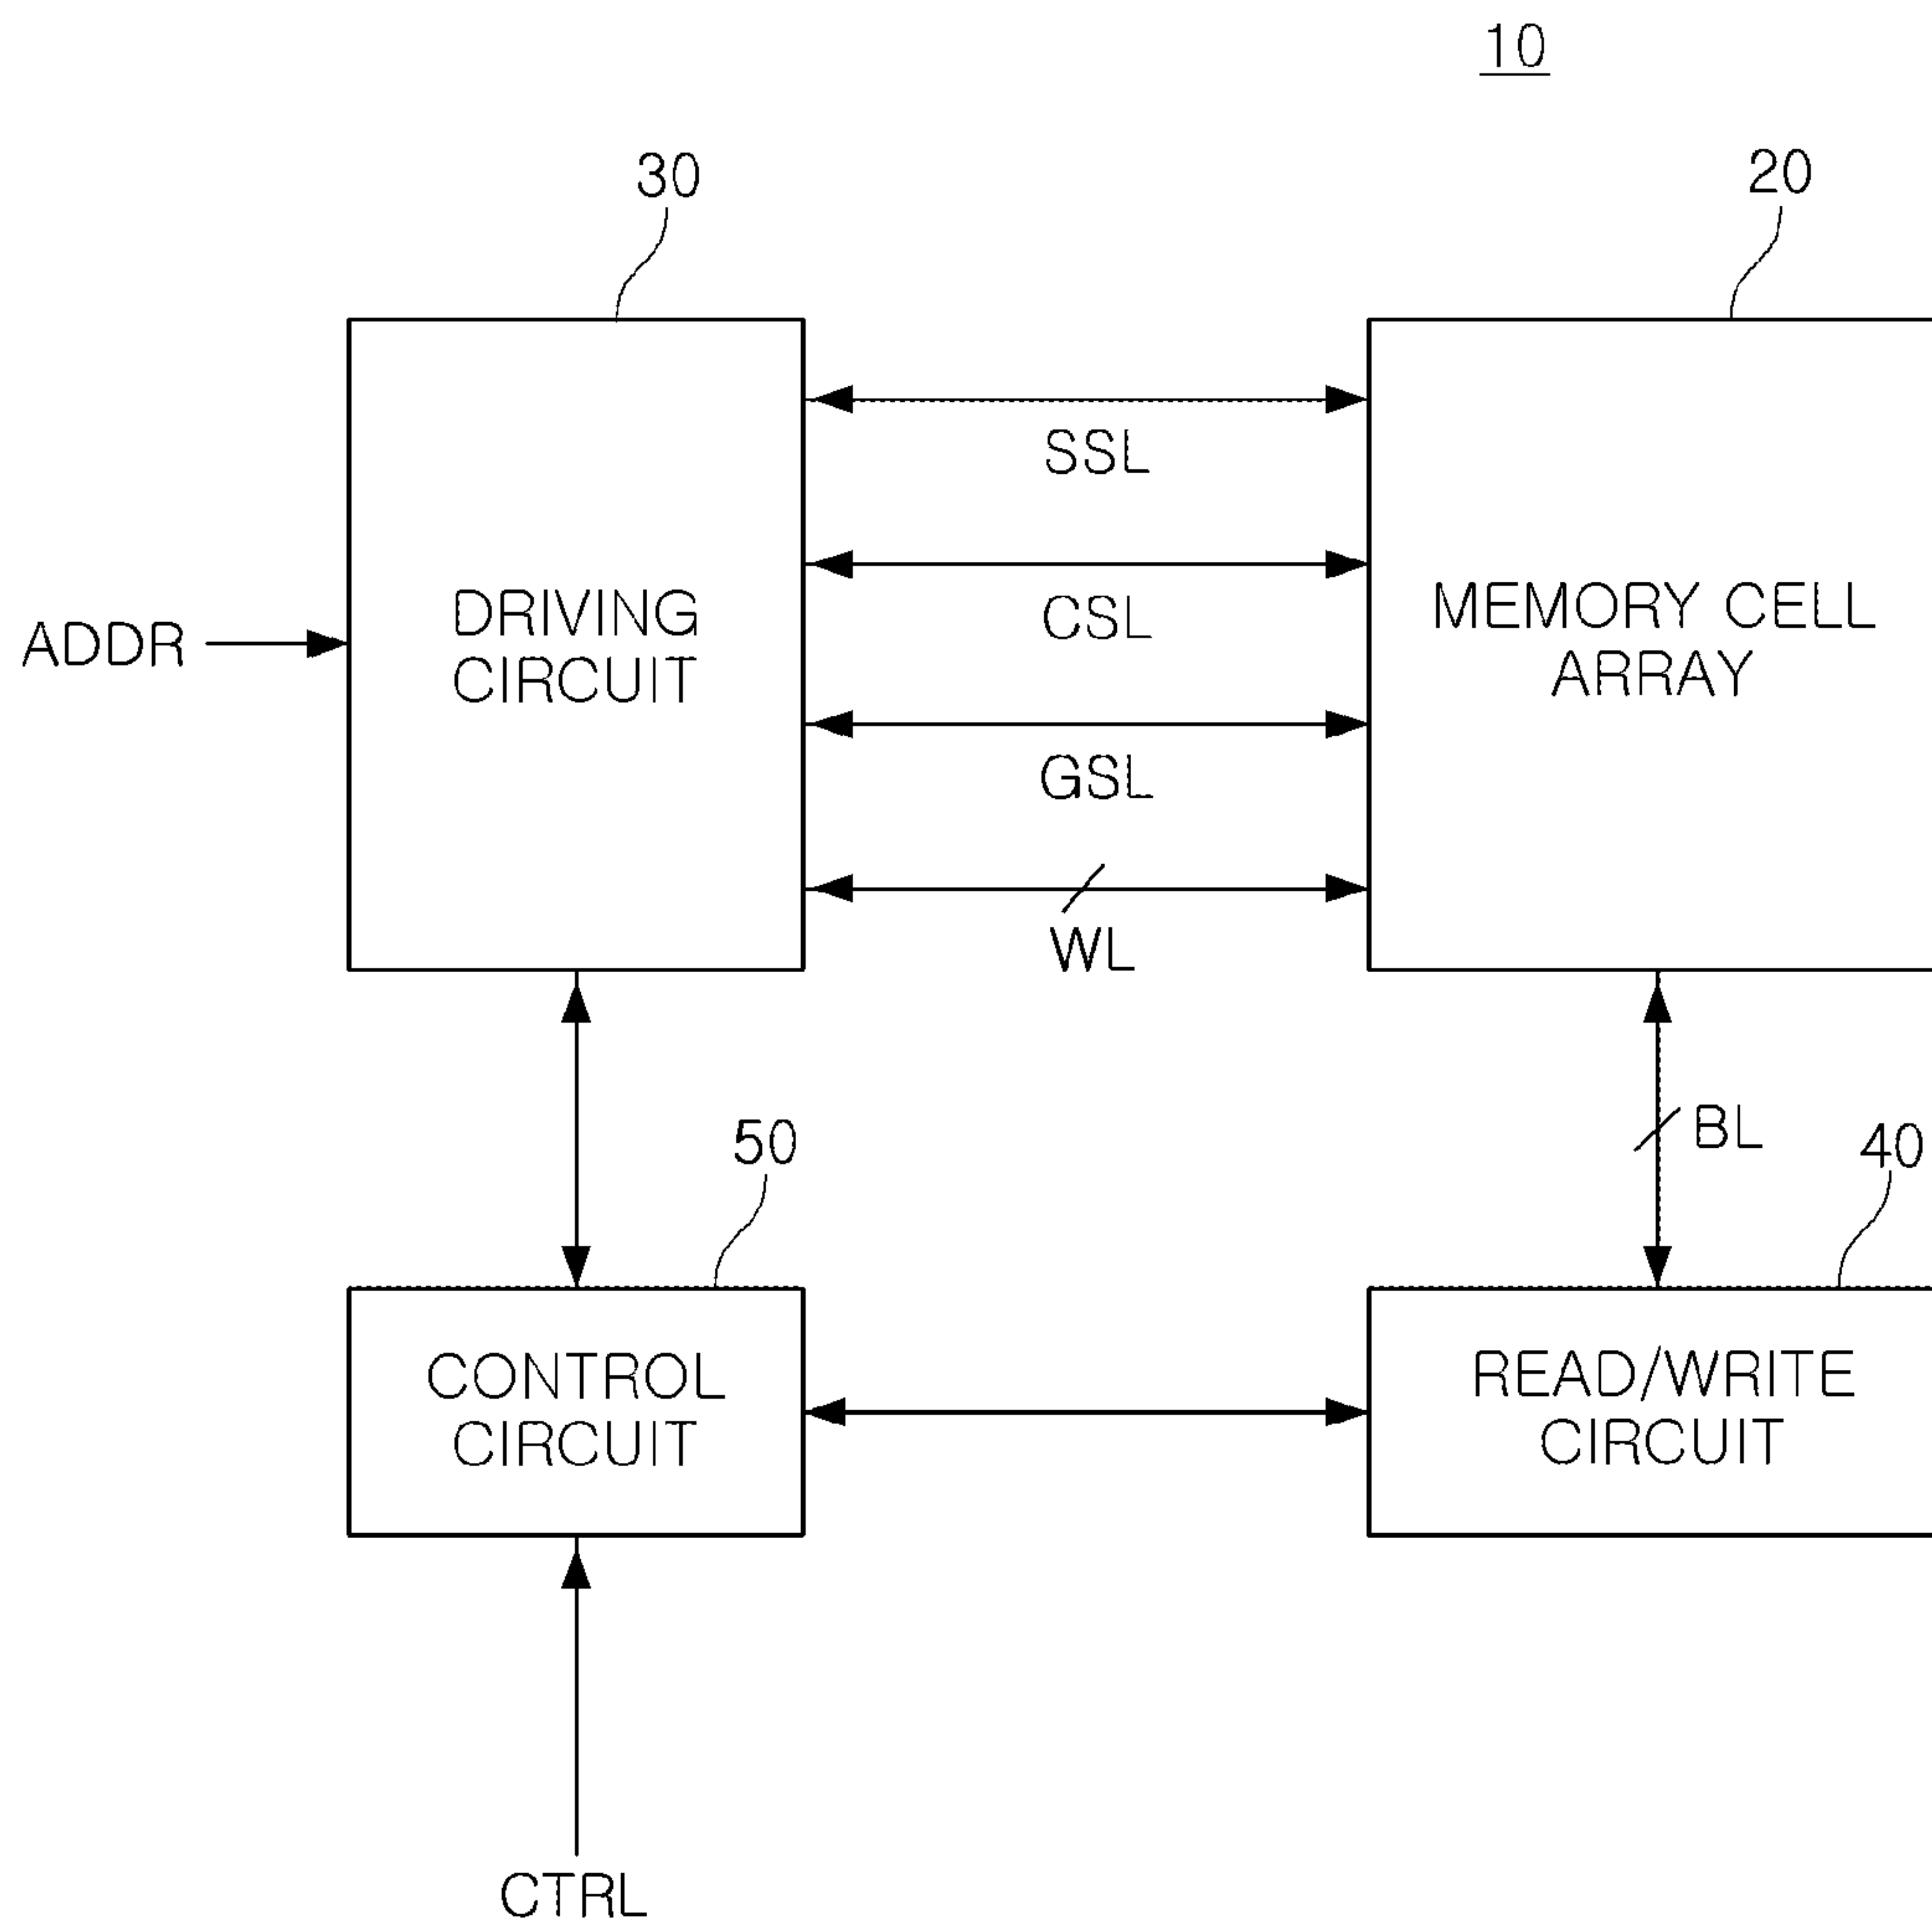 10
30
20
SSL
CSL
GSL
WL
ADDR
DRIVING
CIRCUIT
MEMORY CELL
ARRAY
BL
50
40
CONTROL
CIRCUIT
READ/WRITE
CIRCUIT
CTRL